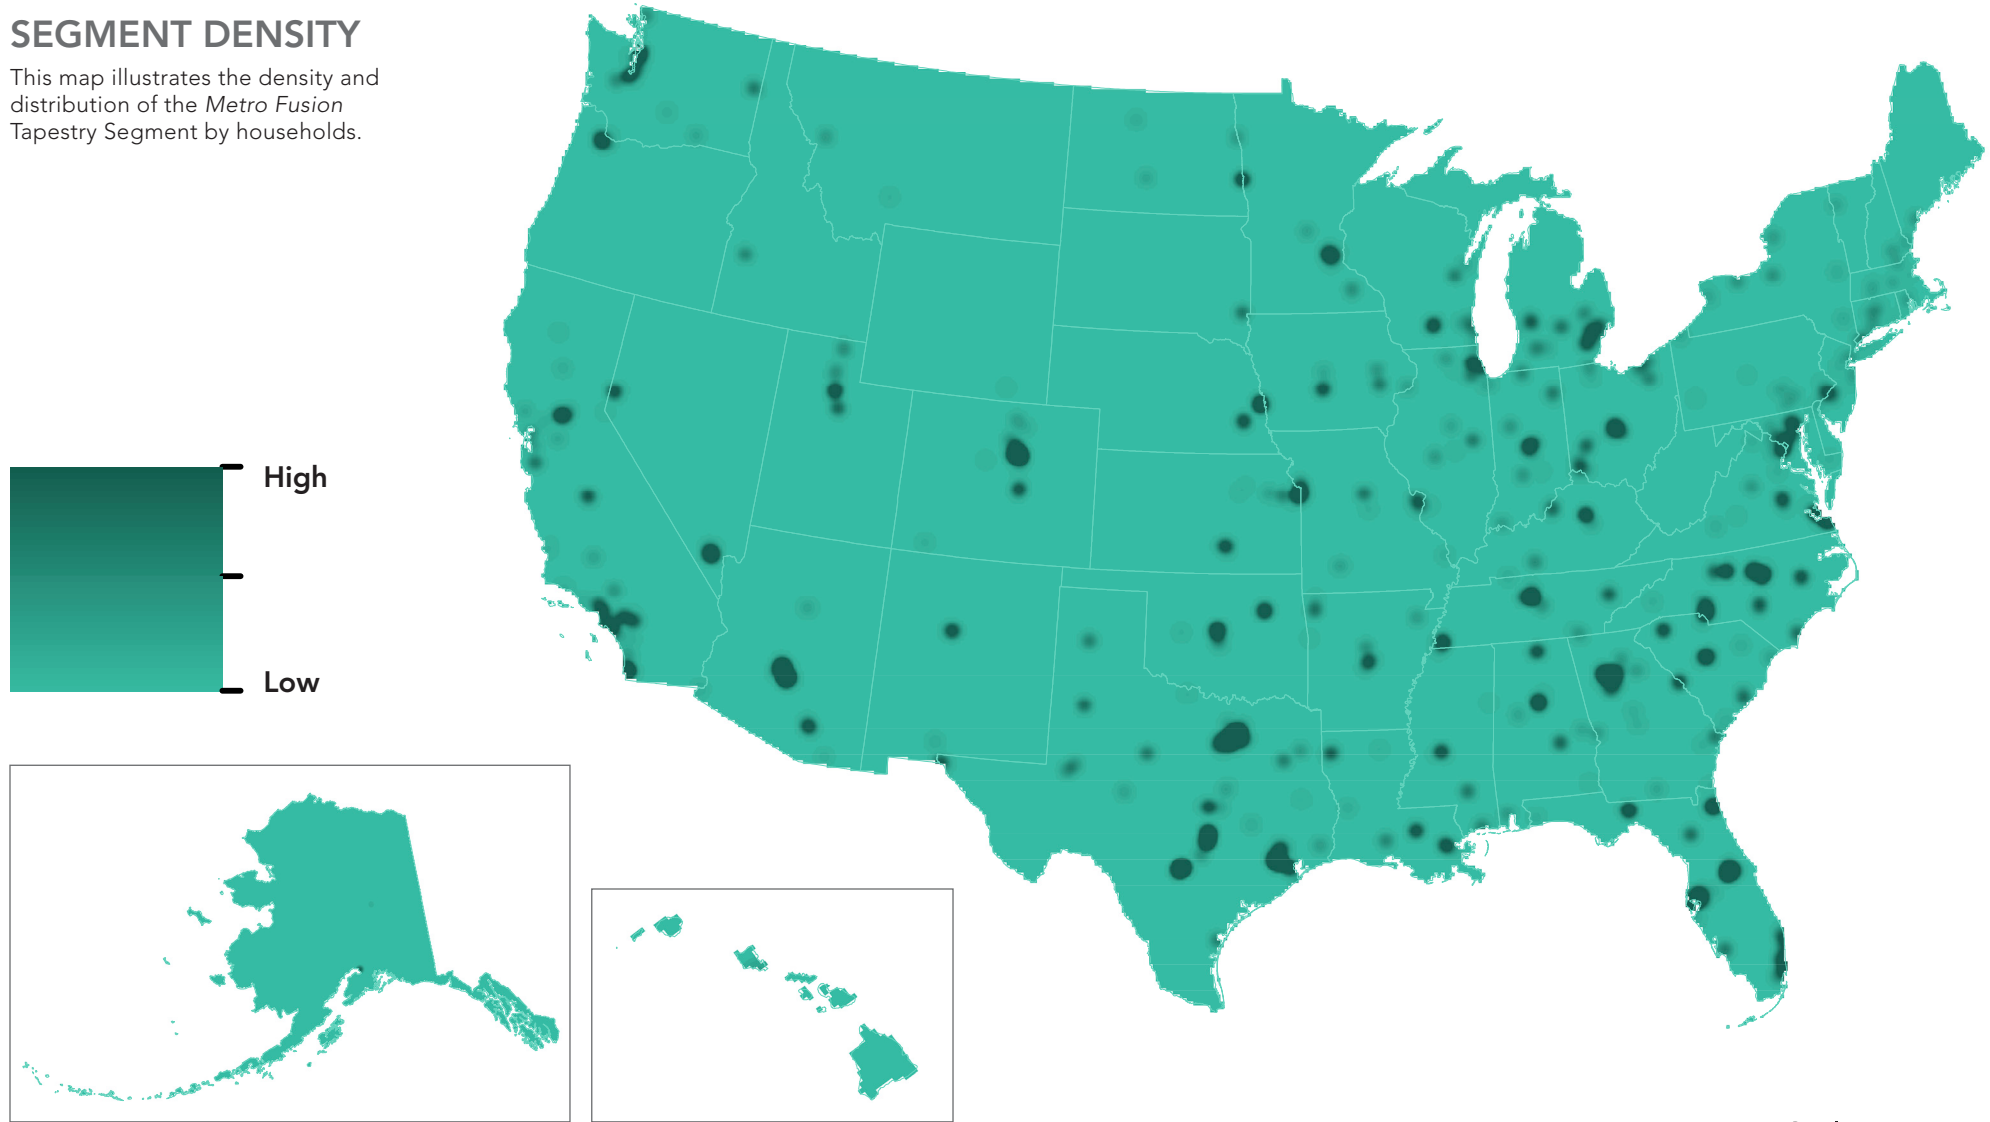 SEGMENT DENSITY
This map illustrates the density and
distribution of the Metro Fusion
Tapestry Segment by households.
High
Low